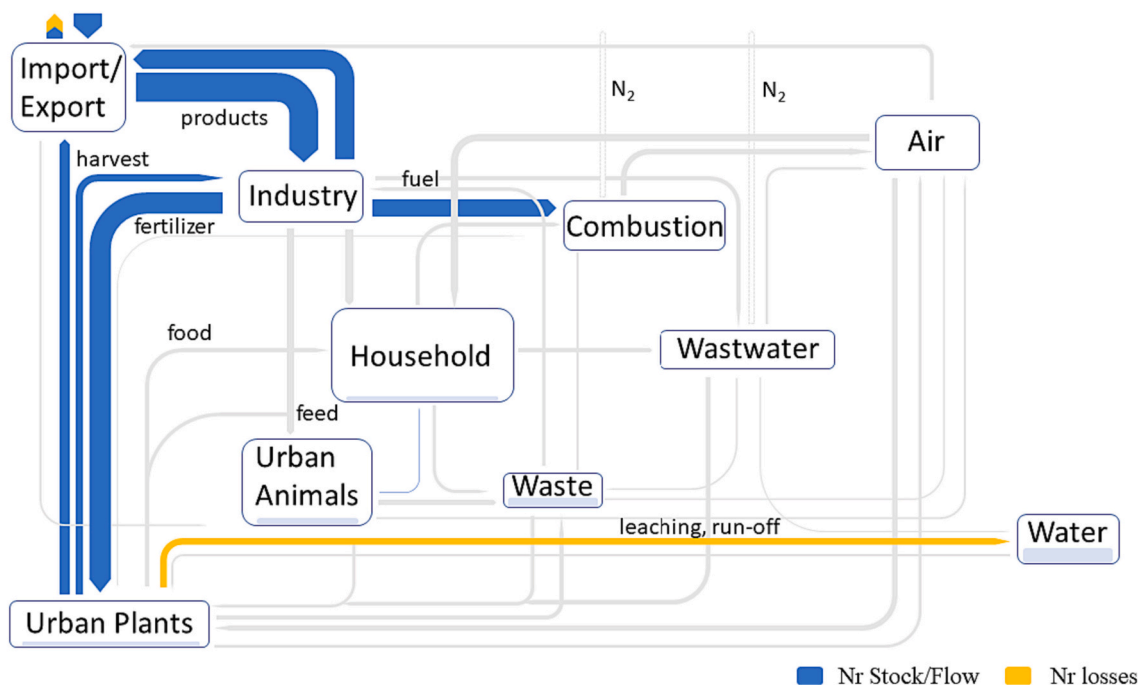 Import/
Export
products
harvest
Industry
fertilizer
fuel
Combustion
N2
N2
Air
food
Household
Wastwater
feed
Urban
Animals
Waste
leaching, run-off
Water
Urban Plants
Nr Stock/Flow
Nr losses